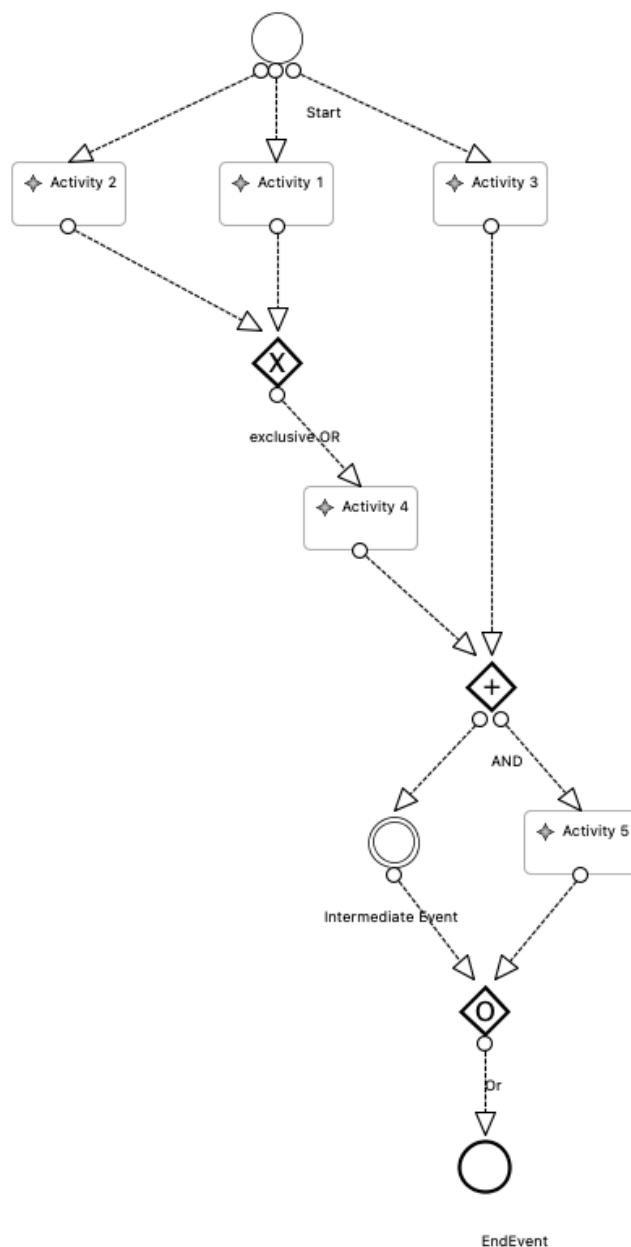 Start
Activity 2
Activity 1
Activity 3
X
exclusive OR
Activity 4
+
AND
Activity 5
Intermediate Event
O
Or
EndEvent